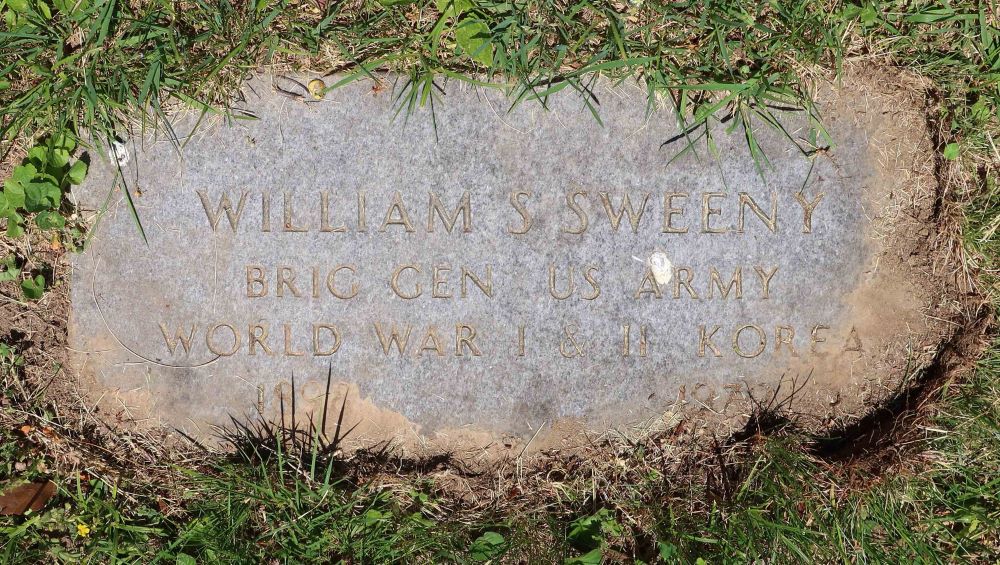 WILLIAM S SWEENY
BRIG GEN US ARMY
WORLD WAR I & II KOREA